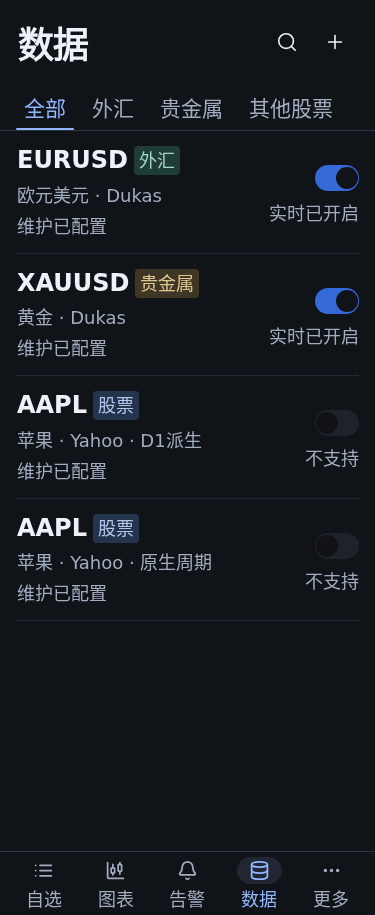 数据
全部 外汇 贵金属 其他股票
EURUSD 外汇
欧元美元 · Dukas
维护已配置
实时已开启
XAUUSD 贵金属
黄金 · Dukas
维护已配置
实时已开启
AAPL 股票
苹果 · Yahoo · D1派生
维护已配置
不支持
AAPL 股票
苹果 · Yahoo · 原生周期
维护已配置
不支持
自选 图表 告警 数据 更多